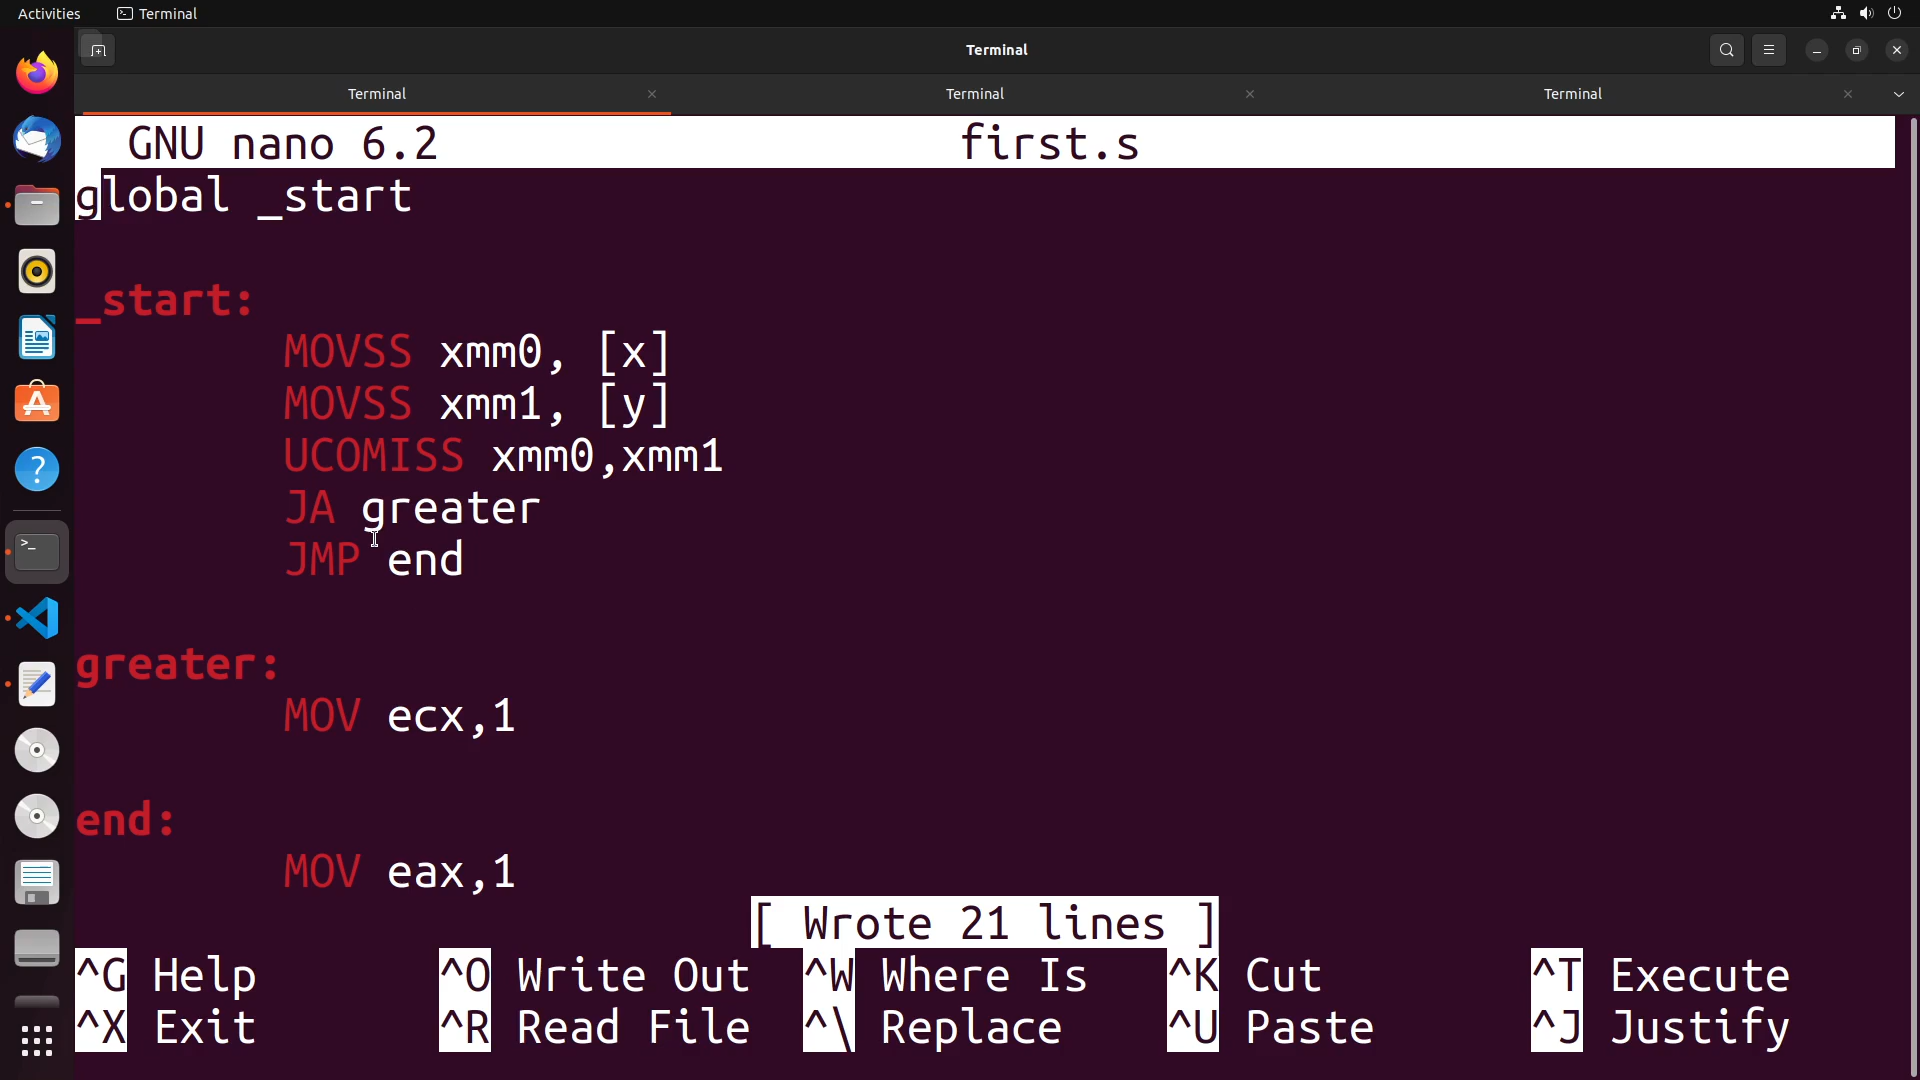 Activities Terminal
Terminal
Terminal Terminal Terminal
GNU nano 6.2 first.s
global _start
_start:
MOVSS xmm0, [x]
MOVSS xmm1, [y]
UCOMISS xmm0,xmm1
JA greater
JMP end
greater:
MOV ecx,1
end:
MOV eax,1
[ Wrote 21 lines ]
^G Help ^O Write Out ^W Where Is ^K Cut ^T Execute
^X Exit ^R Read File ^\ Replace ^U Paste ^J Justify